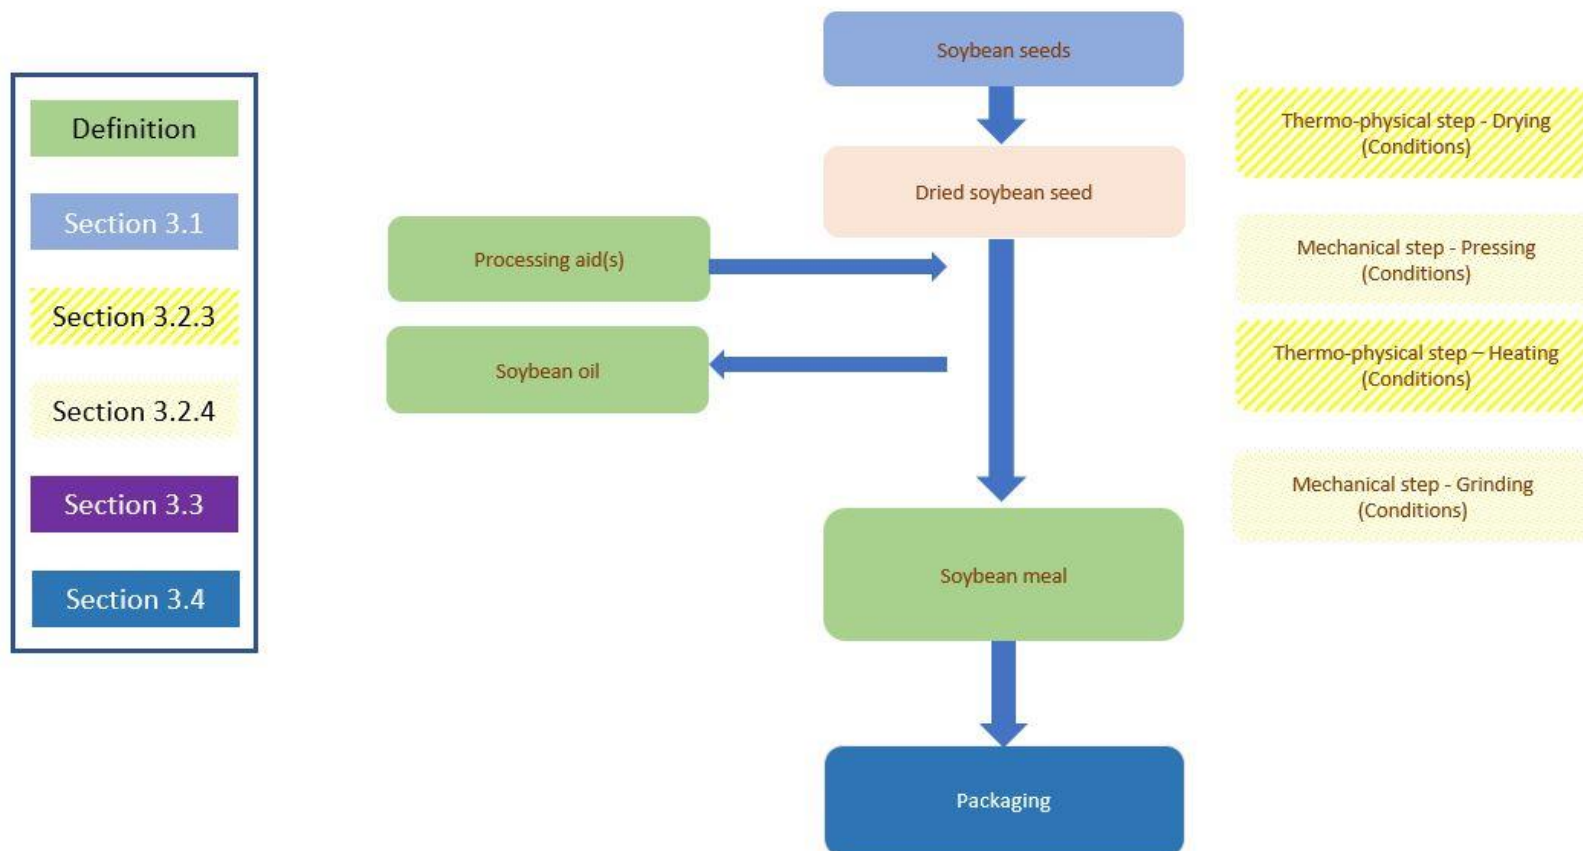 Definition
Section 3.1
Section 3.2.3
Section 3.2.4
Section 3.3
Section 3.4
Soybean seeds
Thermo-physical step - Drying
(Conditions)
Dried soybean seed
Processing aid(s)
Mechanical step - Pressing
(Conditions)
Soybean oil
Thermo-physical step – Heating
(Conditions)
Mechanical step - Grinding
(Conditions)
Soybean meal
Packaging